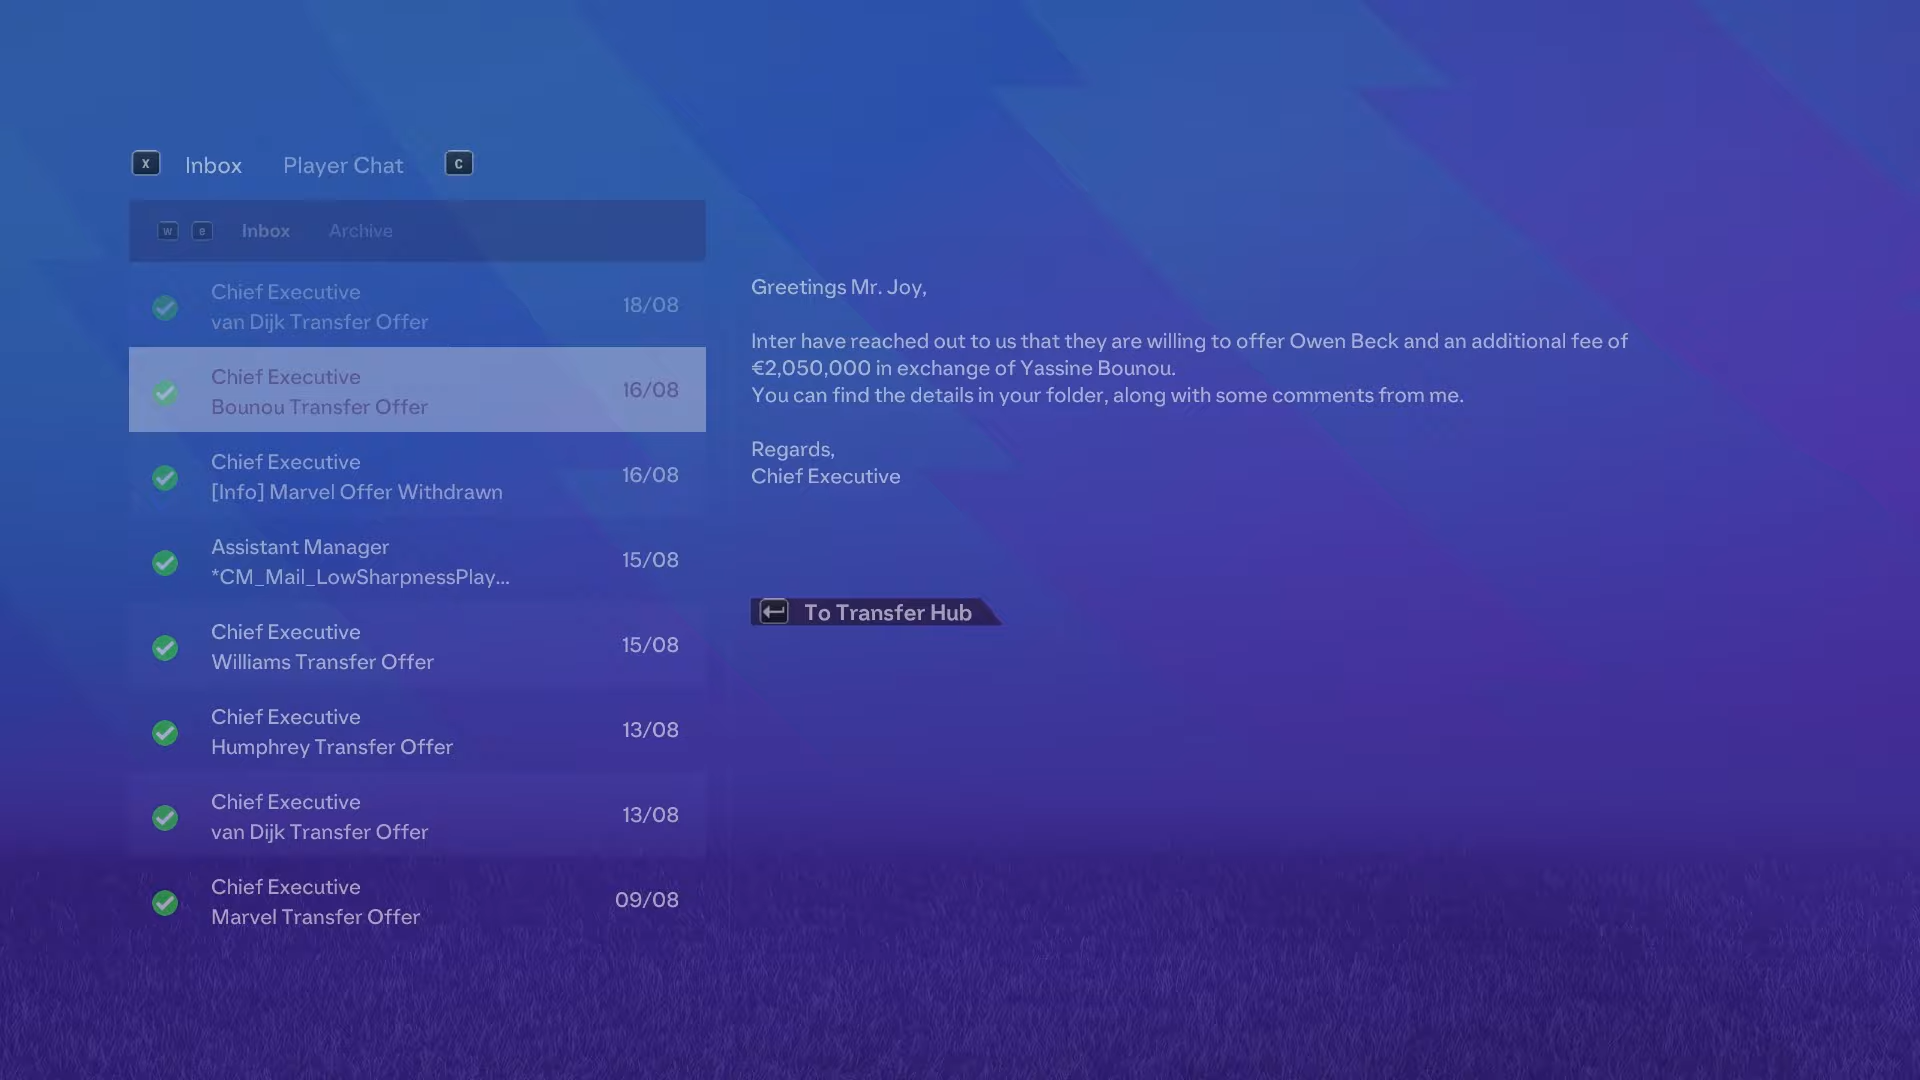 X Inbox Player Chat C
w e Inbox Archive
Chief Executive
van Dijk Transfer Offer
18/08
Chief Executive
Bounou Transfer Offer
16/08
Chief Executive
[Info] Marvel Offer Withdrawn
16/08
Assistant Manager
*CM_Mail_LowSharpnessPlay...
15/08
Chief Executive
Williams Transfer Offer
15/08
Chief Executive
Humphrey Transfer Offer
13/08
Chief Executive
van Dijk Transfer Offer
13/08
Chief Executive
Marvel Transfer Offer
09/08
Greetings Mr. Joy,
Inter have reached out to us that they are willing to offer Owen Beck and an additional fee of
€2,050,000 in exchange of Yassine Bounou.
You can find the details in your folder, along with some comments from me.
Regards,
Chief Executive
To Transfer Hub